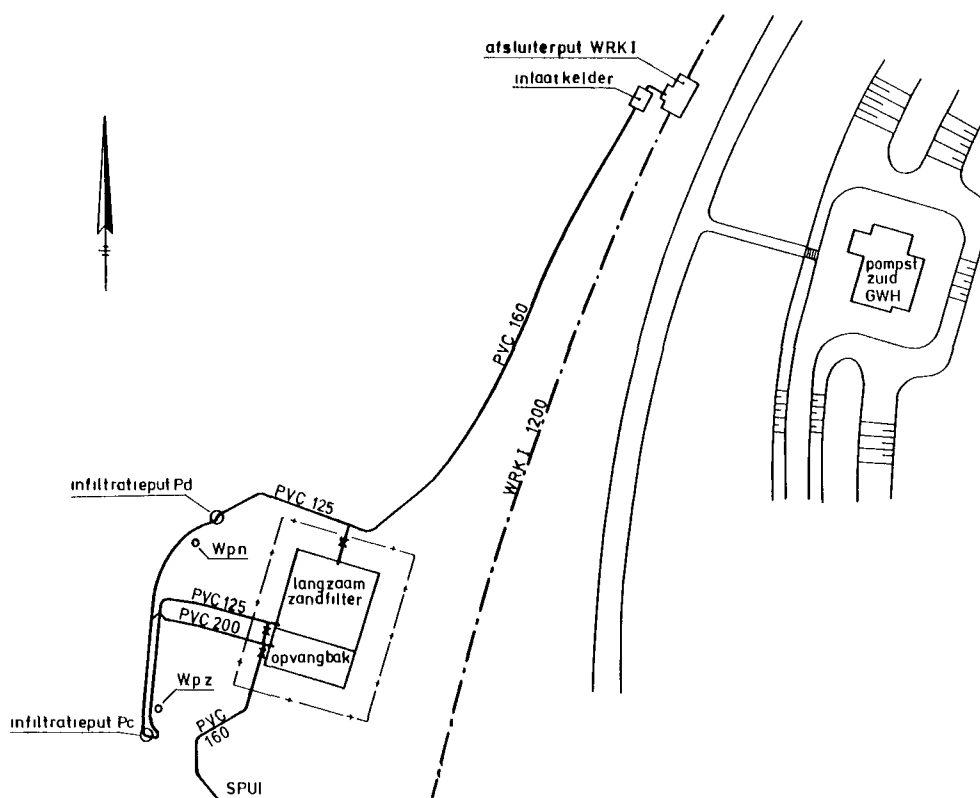 afsluiterput WRK I
inlaatkelder
pompst
zuid
GWH
PVC 160
WRK I 1200
infiltratieput Pd
PVC 125
Wpn
langzaam
zandfilter
PVC 125
PVC 200
opvangbak
Wpz
infiltratieput Pc
PVC
160
SPUI